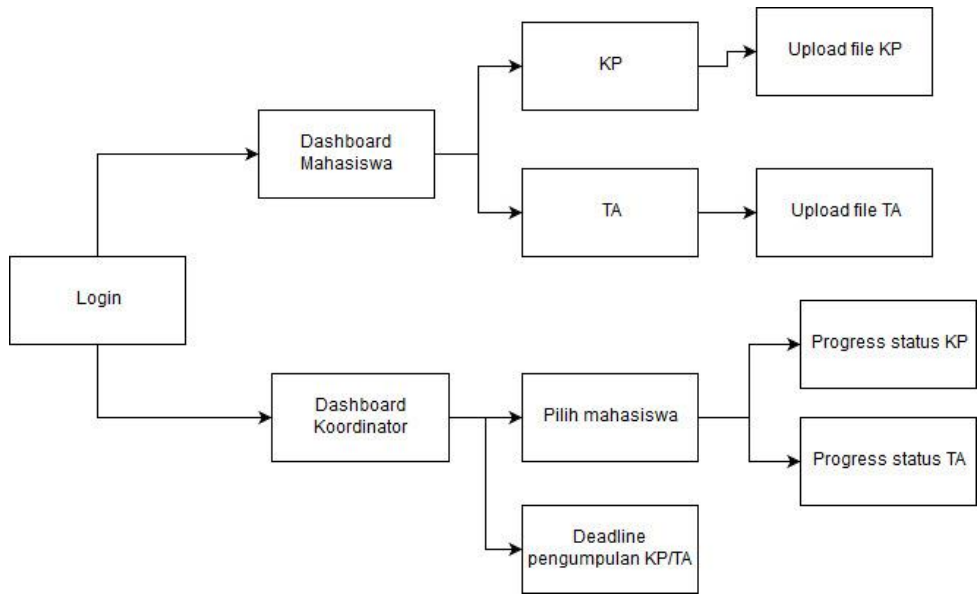 KP
Upload file KP
Dashboard
Mahasiswa
TA
Upload file TA
Login
Progress status KP
Dashboard
Koordinator
Pilih mahasiswa
Progress status TA
Deadline
pengumpulan KP/TA